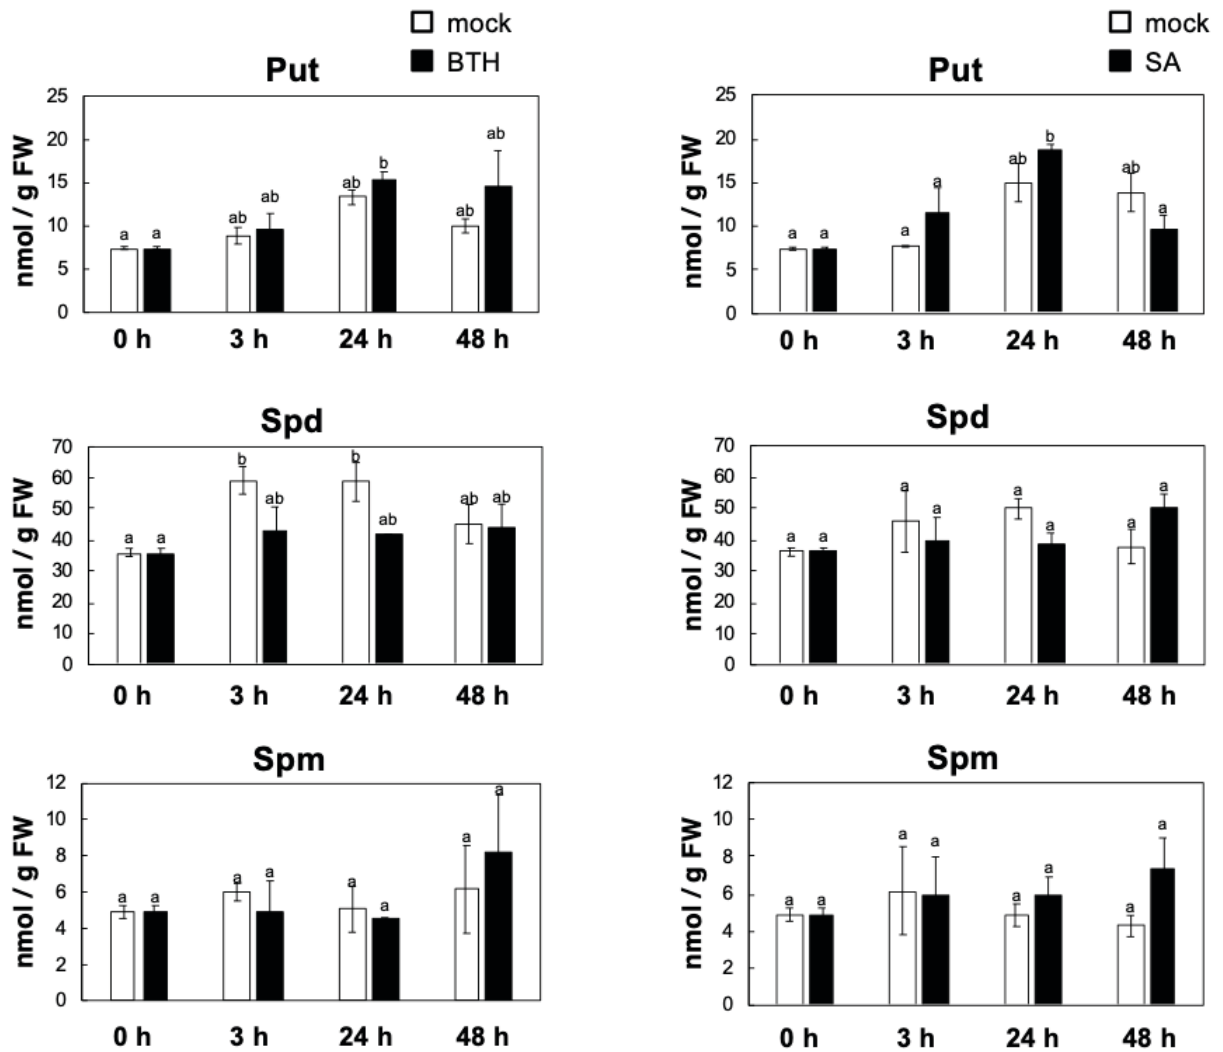 mock
BTH
Put
nmol / g FW
25
20
15
10
5
0
a a ab ab ab b ab ab
0 h 3 h 24 h 48 h
mock
SA
Put
nmol / g FW
25
20
15
10
5
0
a a a a ab b ab a
0 h 3 h 24 h 48 h
Spd
nmol / g FW
70
60
50
40
30
20
10
0
a a b ab b ab ab ab
0 h 3 h 24 h 48 h
Spd
nmol / g FW
70
60
50
40
30
20
10
0
a a a a a a a a
0 h 3 h 24 h 48 h
Spm
nmol / g FW
12
10
8
6
4
2
0
a a a a a a a a
0 h 3 h 24 h 48 h
Spm
nmol / g FW
12
10
8
6
4
2
0
a a a a a a a a
0 h 3 h 24 h 48 h